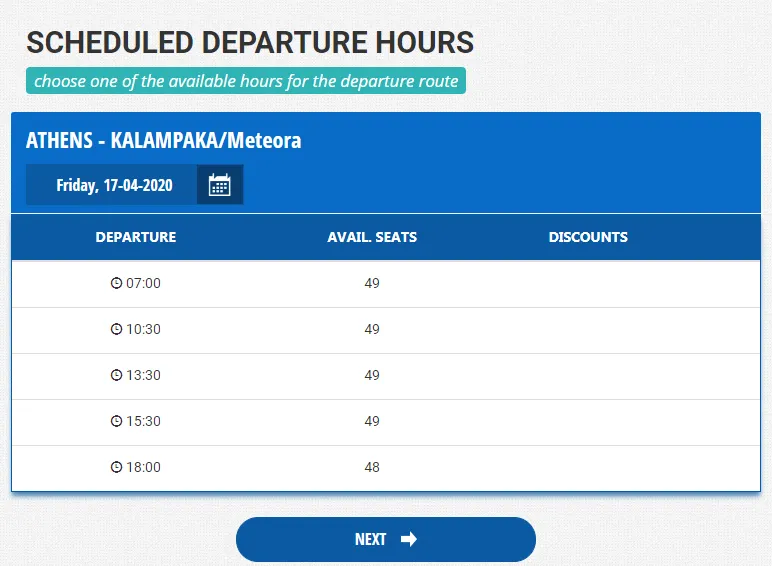 SCHEDULED DEPARTURE HOURS
choose one of the available hours for the departure route
ATHENS - KALAMPAKA/Meteora
Friday, 17-04-2020
DEPARTURE AVAIL. SEATS DISCOUNTS
07:00 49
10:30 49
13:30 49
15:30 49
18:00 48
NEXT